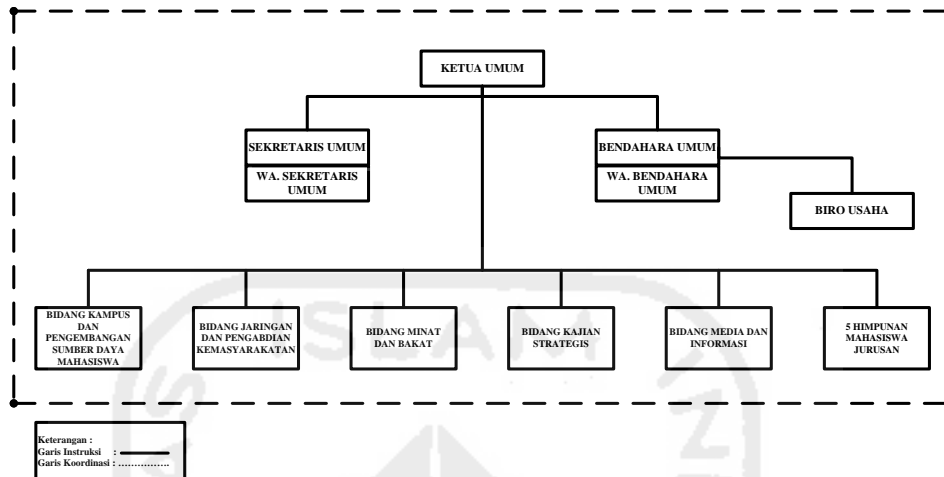 KETUA UMUM
SEKRETARIS UMUM
WA. SEKRETARIS
UMUM
BENDAHARA UMUM
WA. BENDAHARA
UMUM
BIRO USAHA
BIDANG KAMPUS
DAN
PENGEMBANGAN
SUMBER DAYA
MAHASISWA
BIDANG JARINGAN
DAN PENGABDIAN
KEMASYARAKATAN
BIDANG MINAT
DAN BAKAT
BIDANG KAJIAN
STRATEGIS
BIDANG MEDIA DAN
INFORMASI
5 HIMPUNAN
MAHASISWA
JURUSAN
ISLAM
Keterangan :
Garis Instruksi :
Garis Koordinasi : ................